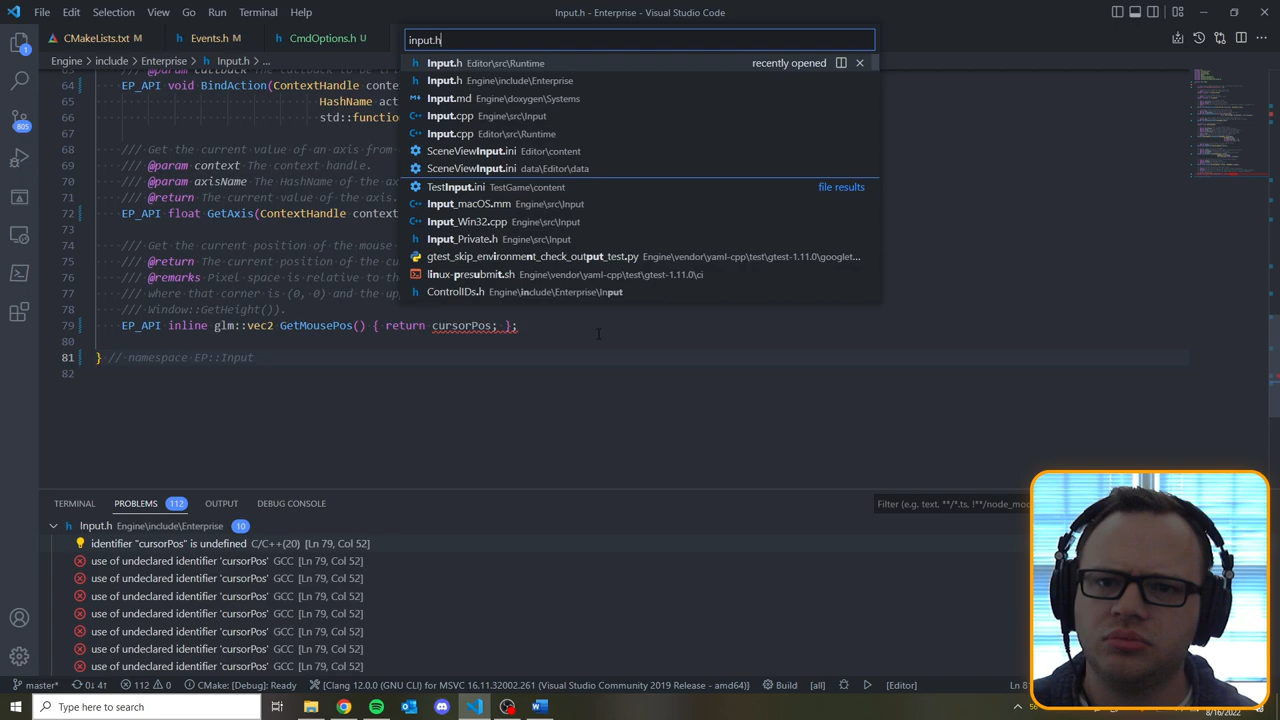 File Edit Selection View Go Run Terminal Help
Input.h - Enterprise - Visual Studio Code
CMakeLists.txt M
Events.h M
CmdOptions.h U
input.h
Engine > include > Enterprise > Input.h > ...
Input.h Editor\src\Runtime recently opened
Input.h Engine\include\Enterprise
Input.md Engine\doxygen\Systems
Input.cpp Engine\src\Input
Input.cpp Editor\src\Runtime
SceneViewInput.ini Editor\content
SceneViewInput.ini data\Editor\data
TestInput.ini TestGame\content file results
Input_macOS.mm Engine\src\Input
Input_Win32.cpp Engine\src\Input
Input_Private.h Engine\src\Input
gtest_skip_environment_check_output_test.py Engine\vendor\yaml-cpp\test\gtest-1.11.0\googlet...
linux-presubmit.sh Engine\vendor\yaml-cpp\test\gtest-1.11.0\ci
ControlIDs.h Engine\include\Enterprise\Input
64 EP_API void BindAction(ContextHandle conte
65 HashName act
66 std::functio
67
68 /// Get the current value of an axis from
69 /// @param context The context handle
70 /// @param axisName The HashName of the a
71 /// @return The current value of the axis.
72 EP_API float GetAxis(ContextHandle context
73
74 /// Get the current position of the mouse
75 /// @return The current position of the mo
76 /// @remarks Pixel space is relative to th
77 /// where that corner is (0, 0) and the up
78 /// Window::GetHeight()).
79 EP_API inline glm::vec2 GetMousePos() { return cursorPos; };
80
81 } // namespace EP::Input
82
TERMINAL PROBLEMS 112 OUTPUT DEBUG CONSOLE
Filter (e.g. text, **/*.ts, !**/node_mo
Input.h Engine\include\Enterprise 10
identifier "cursorPos" is undefined C/C++(20) [Ln 79, Col 52]
use of undeclared identifier 'cursorPos' GCC [Ln 79, Col 52]
use of undeclared identifier 'cursorPos' GCC [Ln 79, Col 52]
use of undeclared identifier 'cursorPos' GCC [Ln 79, Col 52]
use of undeclared identifier 'cursorPos' GCC [Ln 79, Col 52]
use of undeclared identifier 'cursorPos' GCC [Ln 79, Col 52]
use of undeclared identifier 'cursorPos' GCC [Ln 79, Col 52]
use of undeclared identifier 'cursorPos' GCC [Ln 79, Col 52]
1
805
master* 0↓ 4↑ 112 0 CMake: [Debug]: Ready Clang 12.0.0 (GNU CLI) for MSVC 16.11.32002.261 (Visual Studio Community 2019 Release - amd64) Build [all] [Editor] Ln 81
Type here to search
8/16/2022